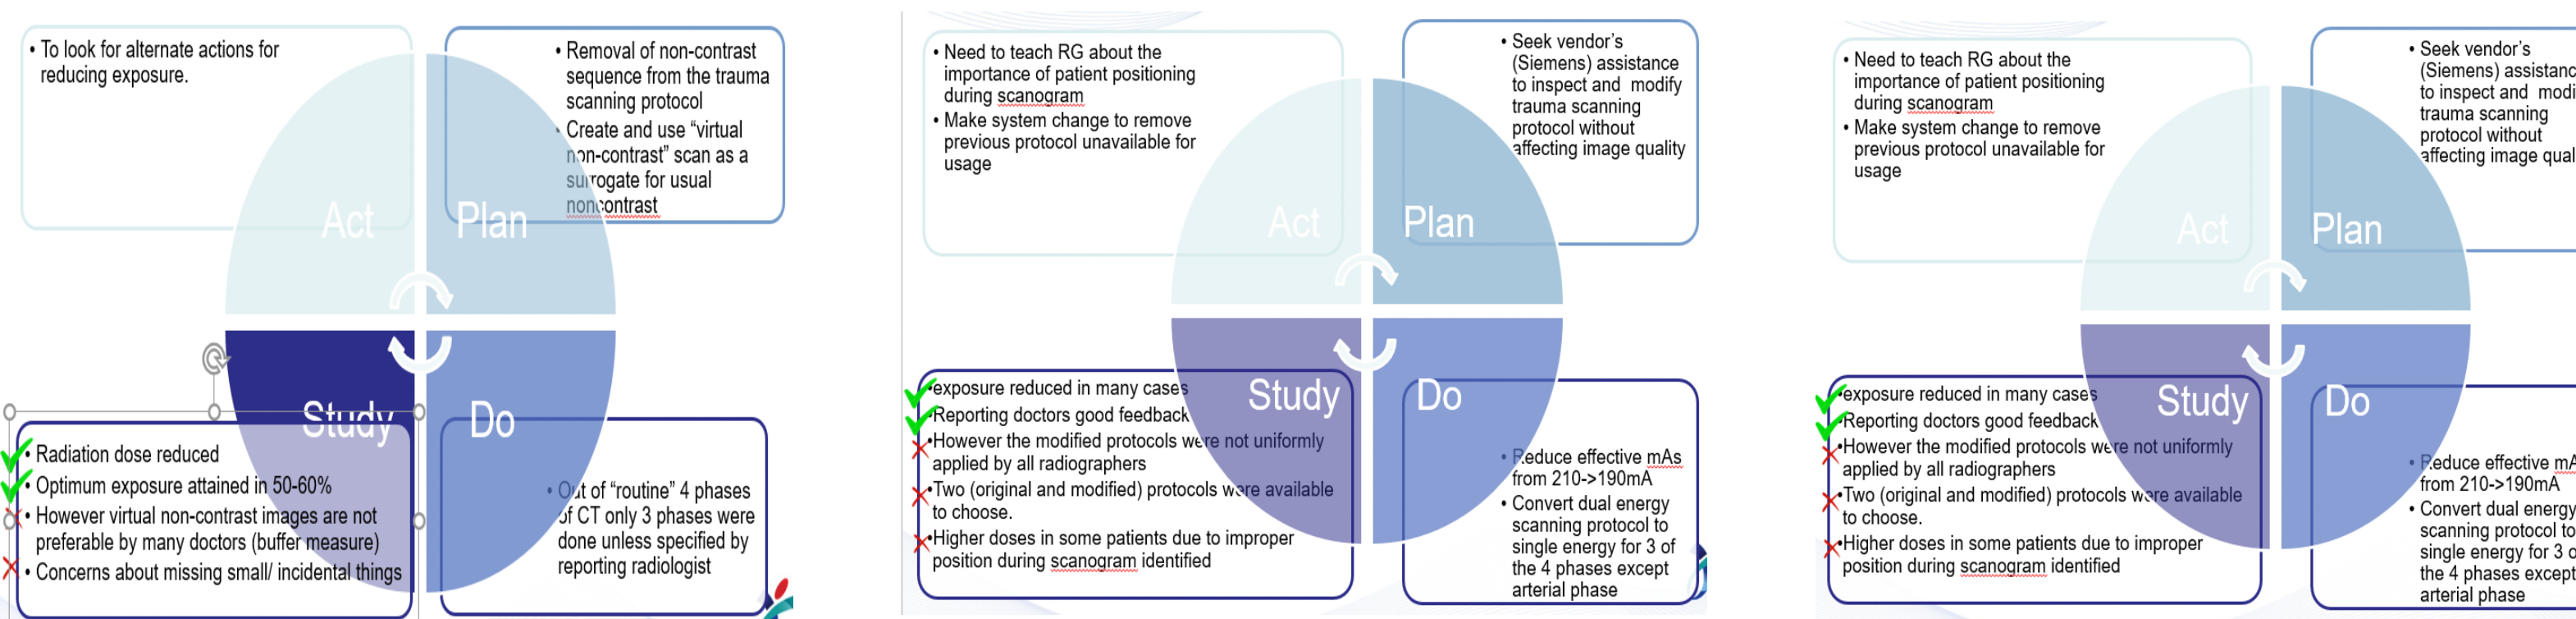 • To look for alternate actions for
reducing exposure.
• Removal of non-contrast
sequence from the trauma
scanning protocol
• Create and use “virtual
non-contrast” scan as a
surrogate for usual
noncontrast
Act
Plan
Study
Do
• Radiation dose reduced
• Optimum exposure attained in 50-60%
• However virtual non-contrast images are not
preferable by many doctors (buffer measure)
• Concerns about missing small/ incidental things
• Out of “routine” 4 phases
of CT only 3 phases were
done unless specified by
reporting radiologist
• Need to teach RG about the
importance of patient positioning
during scanogram
• Make system change to remove
previous protocol unavailable for
usage
• Seek vendor’s
(Siemens) assistance
to inspect and modify
trauma scanning
protocol without
affecting image quality
Act
Plan
Study
Do
•exposure reduced in many cases
•Reporting doctors good feedback
•However the modified protocols were not uniformly
applied by all radiographers
•Two (original and modified) protocols were available
to choose.
•Higher doses in some patients due to improper
position during scanogram identified
• Reduce effective mAs
from 210->190mA
• Convert dual energy
scanning protocol to
single energy for 3 of
the 4 phases except
arterial phase
• Need to teach RG about the
importance of patient positioning
during scanogram
• Make system change to remove
previous protocol unavailable for
usage
• Seek vendor’s
(Siemens) assistanc
to inspect and modi
trauma scanning
protocol without
affecting image qual
Act
Plan
Study
Do
•exposure reduced in many cases
•Reporting doctors good feedback
•However the modified protocols were not uniformly
applied by all radiographers
•Two (original and modified) protocols were available
to choose.
•Higher doses in some patients due to improper
position during scanogram identified
• Reduce effective mA
from 210->190mA
• Convert dual energy
scanning protocol to
single energy for 3 o
the 4 phases except
arterial phase